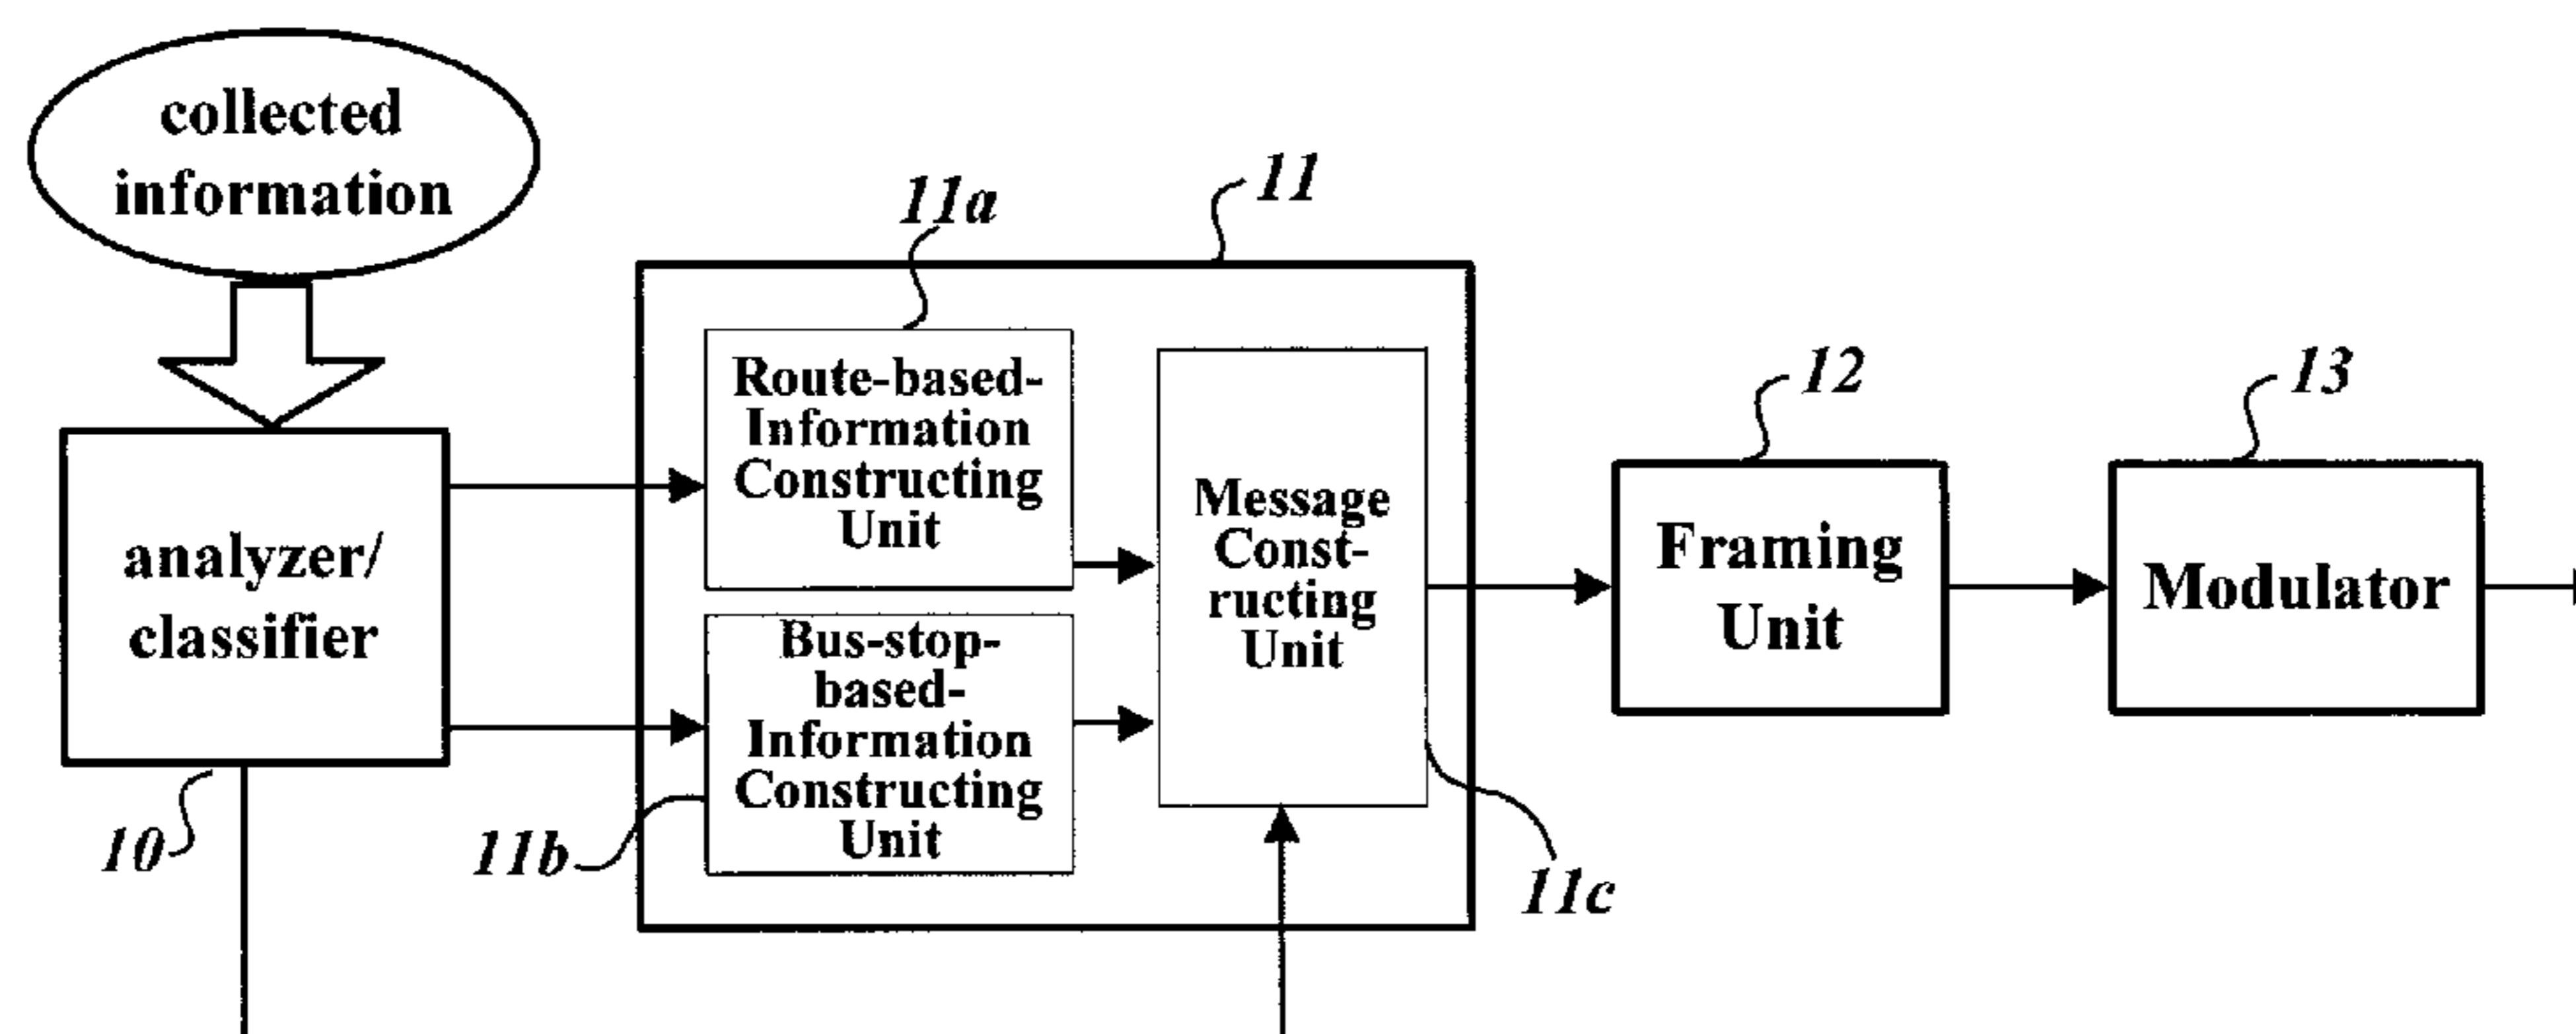 collected
information
11a
11
Route-based-
Information
Constructing
Unit
Message
Const-
ructing
Unit
12
13
Framing
Unit
Modulator
analyzer/
classifier
Bus-stop-
based-
Information
Constructing
Unit
10
11b
11c